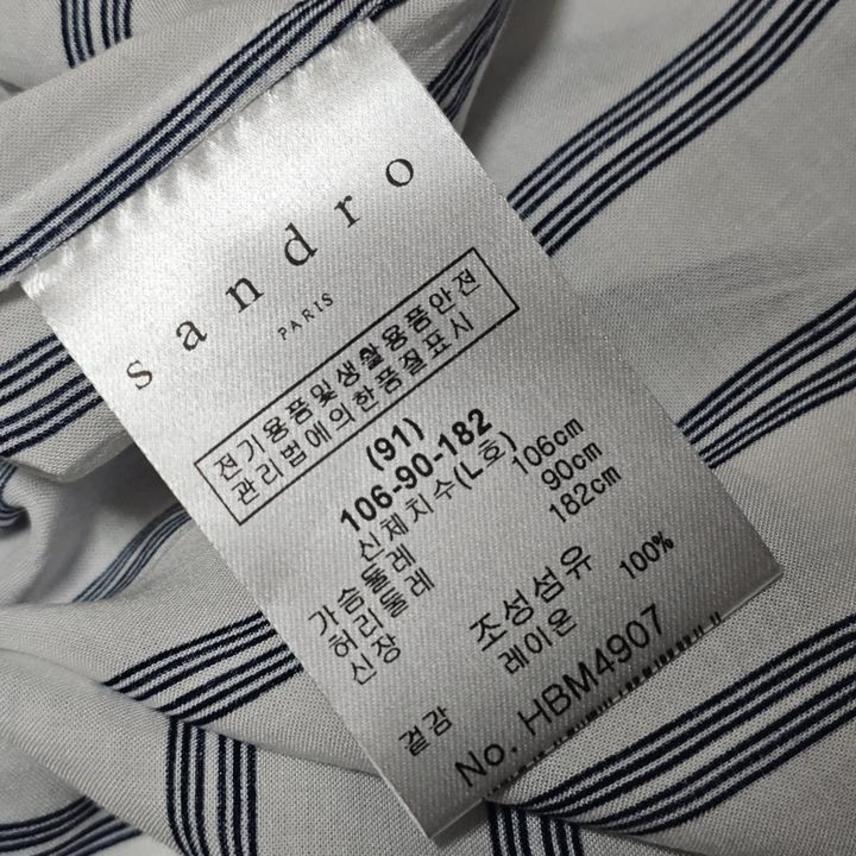 sandro
PARIS
전기용품및생활용품안전
관리법에의한품질표시
(91)
106-90-182
신체치수(L호)
가슴둘레 106cm
허리둘레 90cm
신장 182cm
조성섬유
겉감 레이온 100%
No. HBM4907